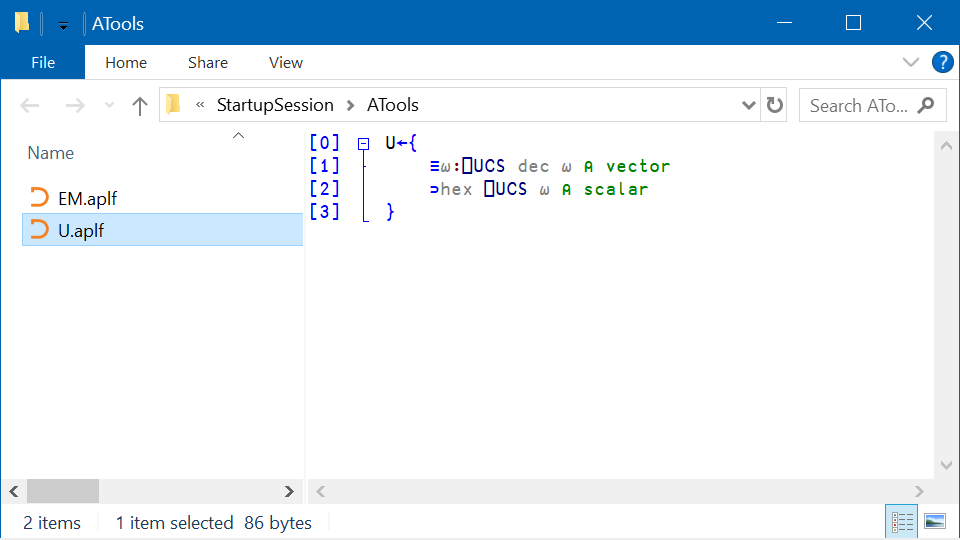 ATools
File Home Share View
« StartupSession > ATools
Search ATo...
Name
EM.aplf
U.aplf
[0] U←{
[1] ≡⍵:⎕UCS dec ⍵ ⍝ vector
[2] ⊃hex ⎕UCS ⍵ ⍝ scalar
[3] }
2 items 1 item selected 86 bytes